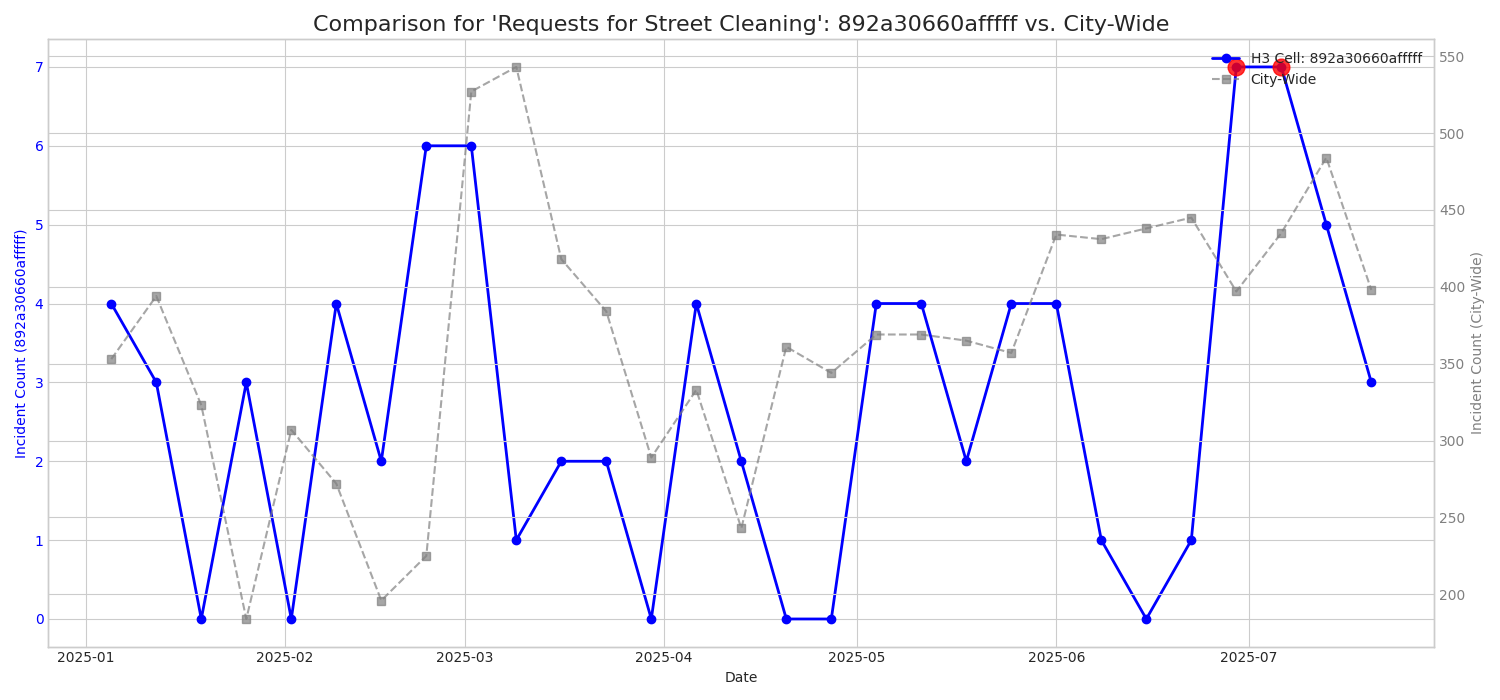 Comparison for 'Requests for Street Cleaning': 892a30660afffff vs. City-Wide
H3 Cell: 892a30660afffff
City-Wide
Incident Count (892a30660afffff)
7
6
5
4
3
2
1
0
550
500
450
400
350
300
250
200
Incident Count (City-Wide)
2025-01 2025-02 2025-03 2025-04 2025-05 2025-06 2025-07
Date